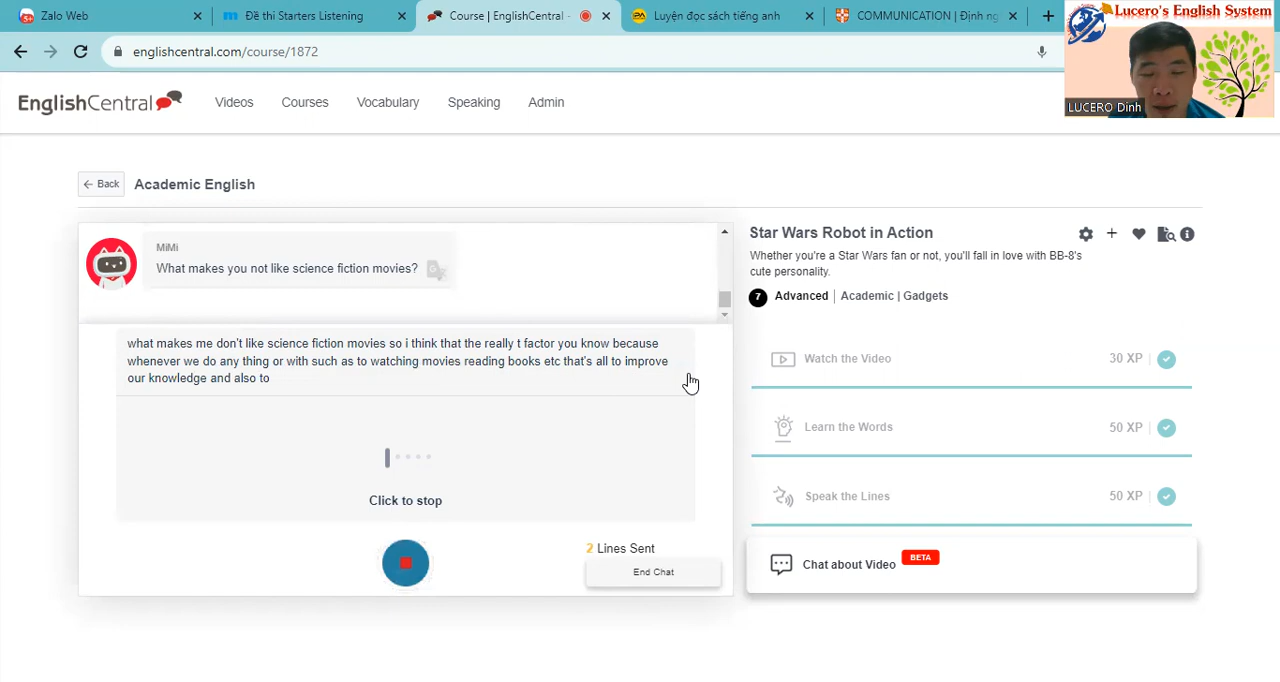 Zalo Web
Đề thi Starters Listening
Course | EnglishCentral -
Luyện đọc sách tiếng anh
COMMUNICATION | Định ng
Lucero's English System
englishcentral.com/course/1872
EnglishCentral
Videos
Courses
Vocabulary
Speaking
Admin
LUCERO Dinh
Back
Academic English
MiMi
What makes you not like science fiction movies?
what makes me don't like science fiction movies so i think that the really t factor you know because
whenever we do any thing or with such as to watching movies reading books etc that's all to improve
our knowledge and also to
Click to stop
2 Lines Sent
End Chat
Star Wars Robot in Action
Whether you're a Star Wars fan or not, you'll fall in love with BB-8's
cute personality.
7 Advanced | Academic | Gadgets
Watch the Video 30 XP
Learn the Words 50 XP
Speak the Lines 50 XP
Chat about Video BETA